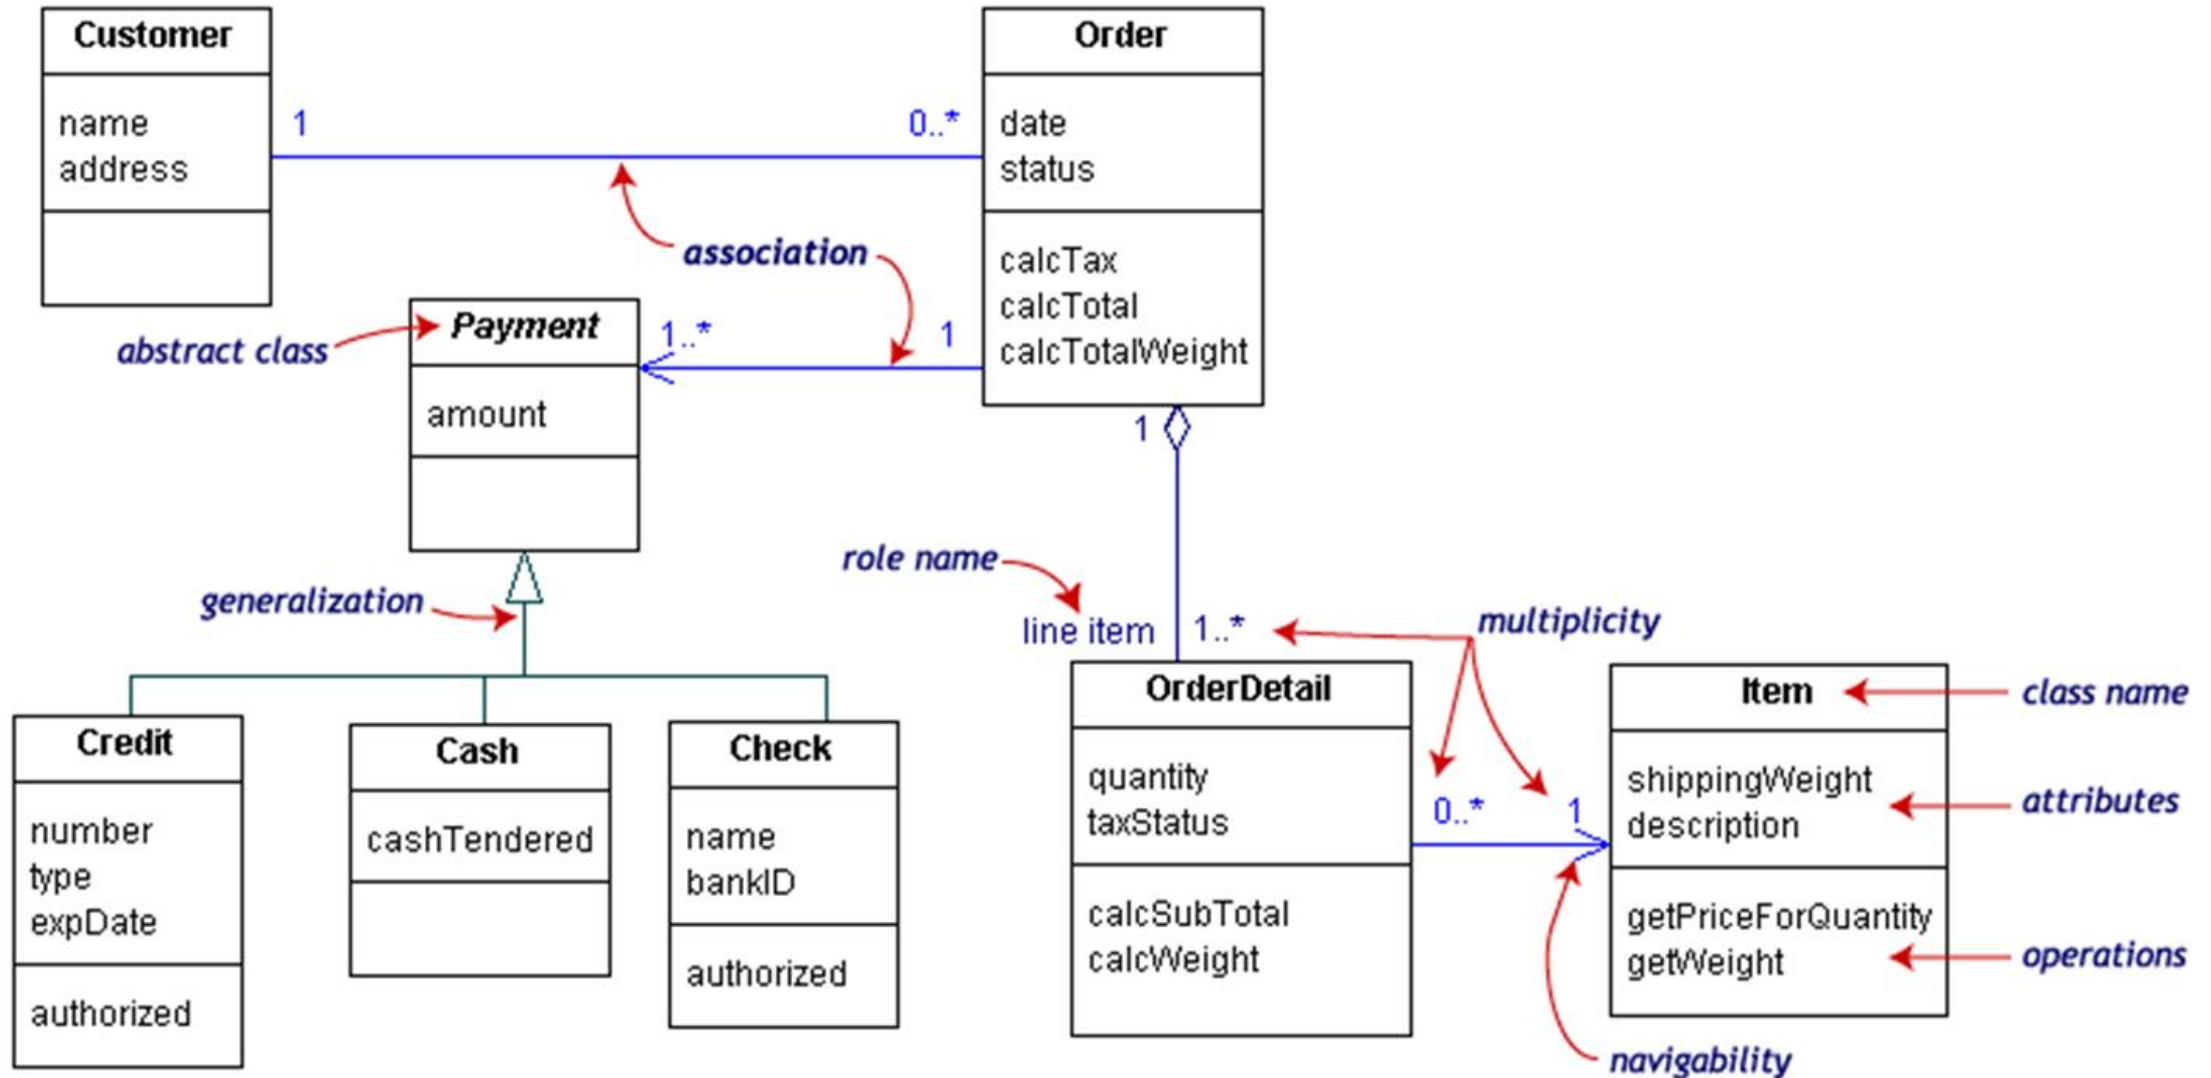 Customer
name
address
1
0..*
Order
date
status
calcTax
calcTotal
calcTotalWeight
association
abstract class
Payment
amount
1..*
1
1
generalization
role name
line item
1..*
multiplicity
Credit
number
type
expDate
authorized
Cash
cashTendered
Check
name
bankID
authorized
OrderDetail
quantity
taxStatus
calcSubTotal
calcWeight
0..*
1
Item
shippingWeight
description
getPriceForQuantity
getWeight
class name
attributes
operations
navigability